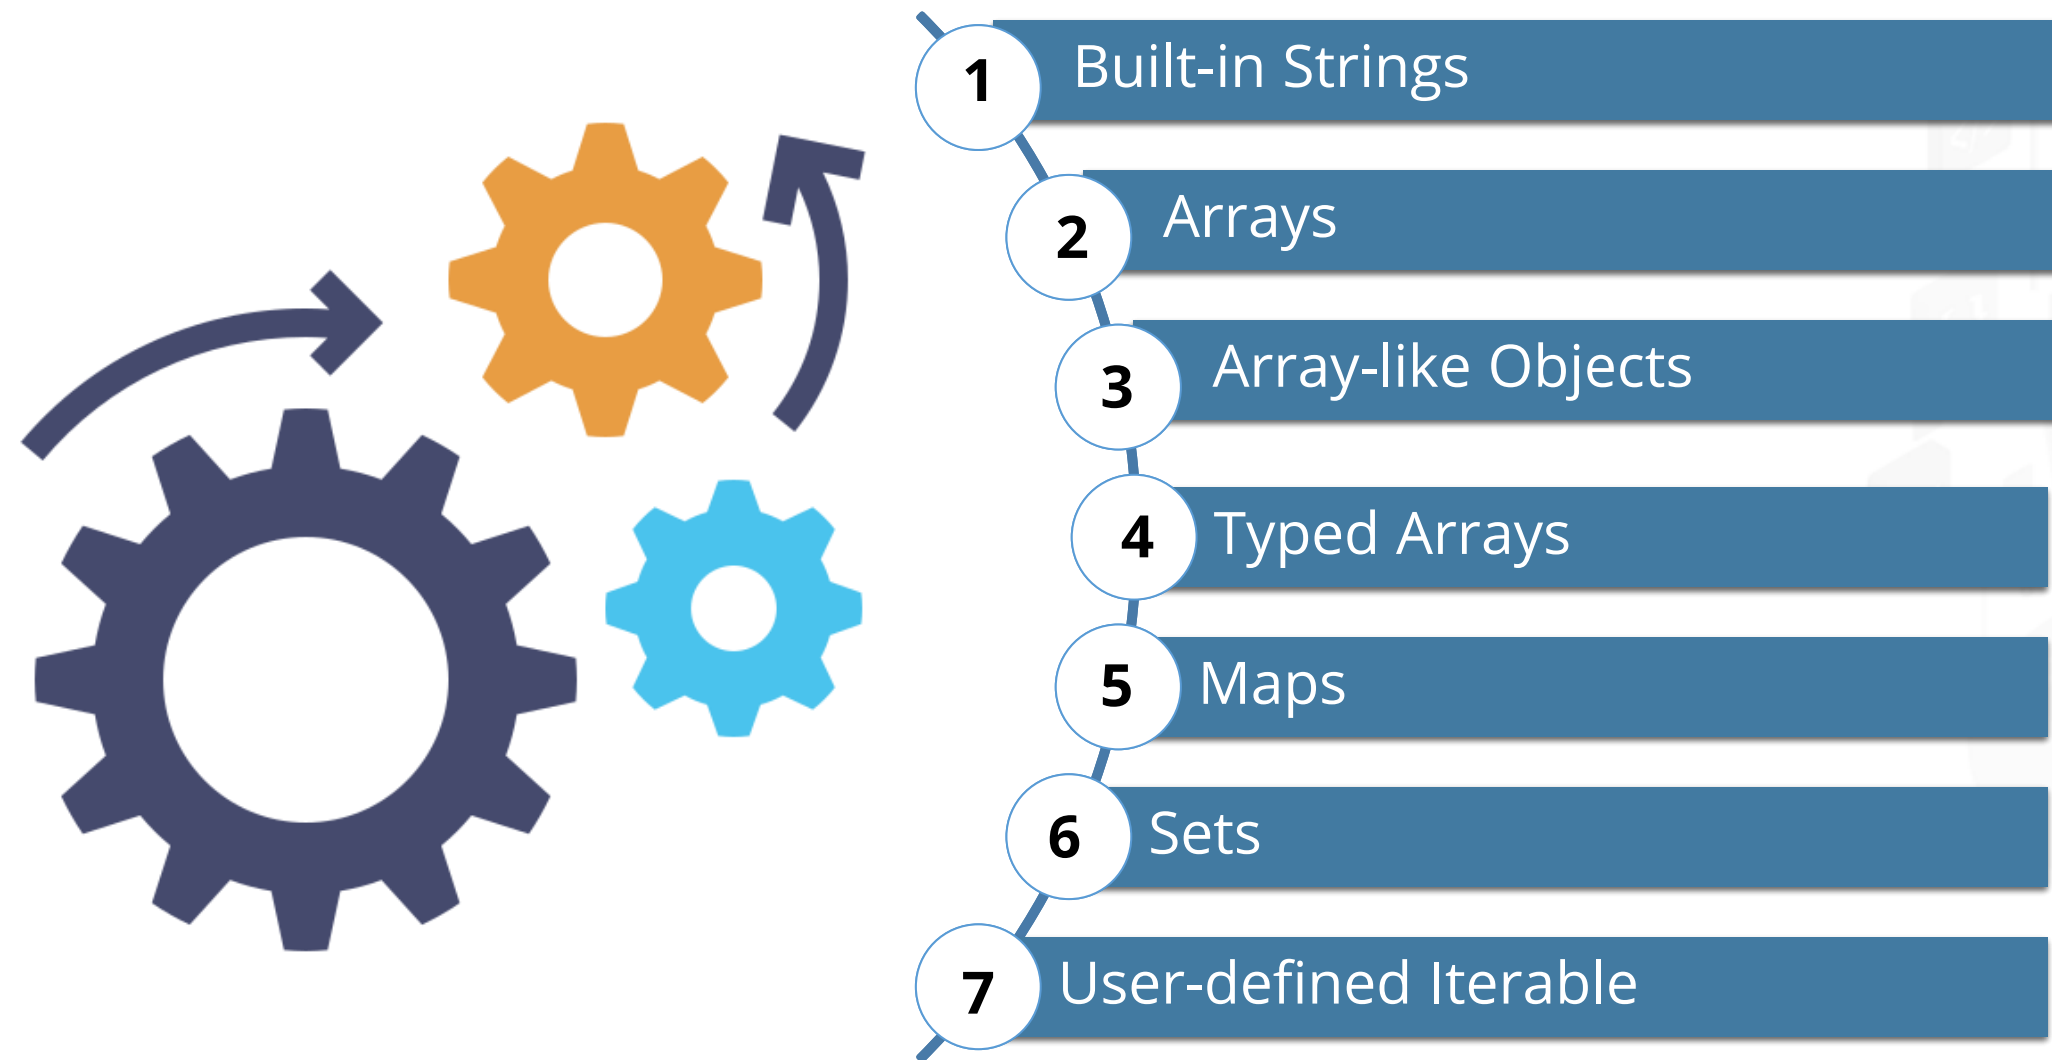 1 Built-in Strings
2 Arrays
3 Array-like Objects
4 Typed Arrays
5 Maps
6 Sets
7 User-defined Iterable